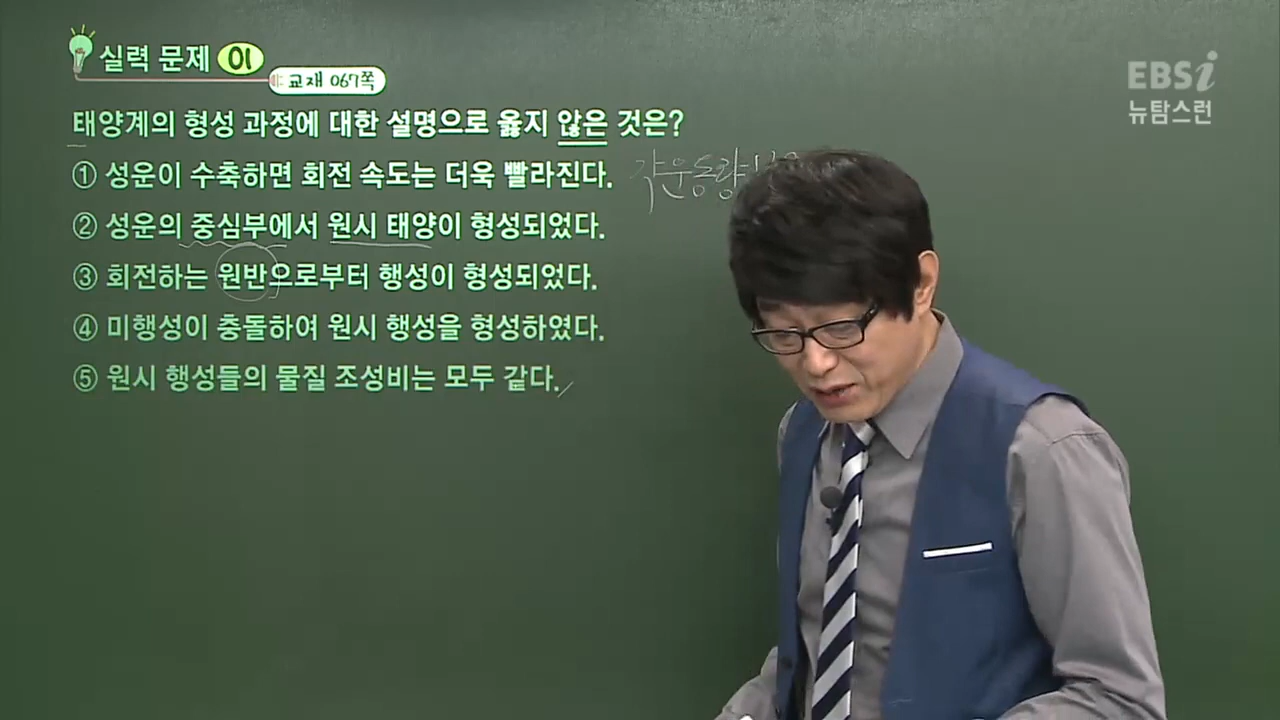 실력 문제 01
교재 067쪽
EBSi
뉴탐스런
태양계의 형성 과정에 대한 설명으로 옳지 않은 것은?
① 성운이 수축하면 회전 속도는 더욱 빨라진다. 각운동량
② 성운의 중심부에서 원시 태양이 형성되었다.
③ 회전하는 원반으로부터 행성이 형성되었다.
④ 미행성이 충돌하여 원시 행성을 형성하였다.
⑤ 원시 행성들의 물질 조성비는 모두 같다.